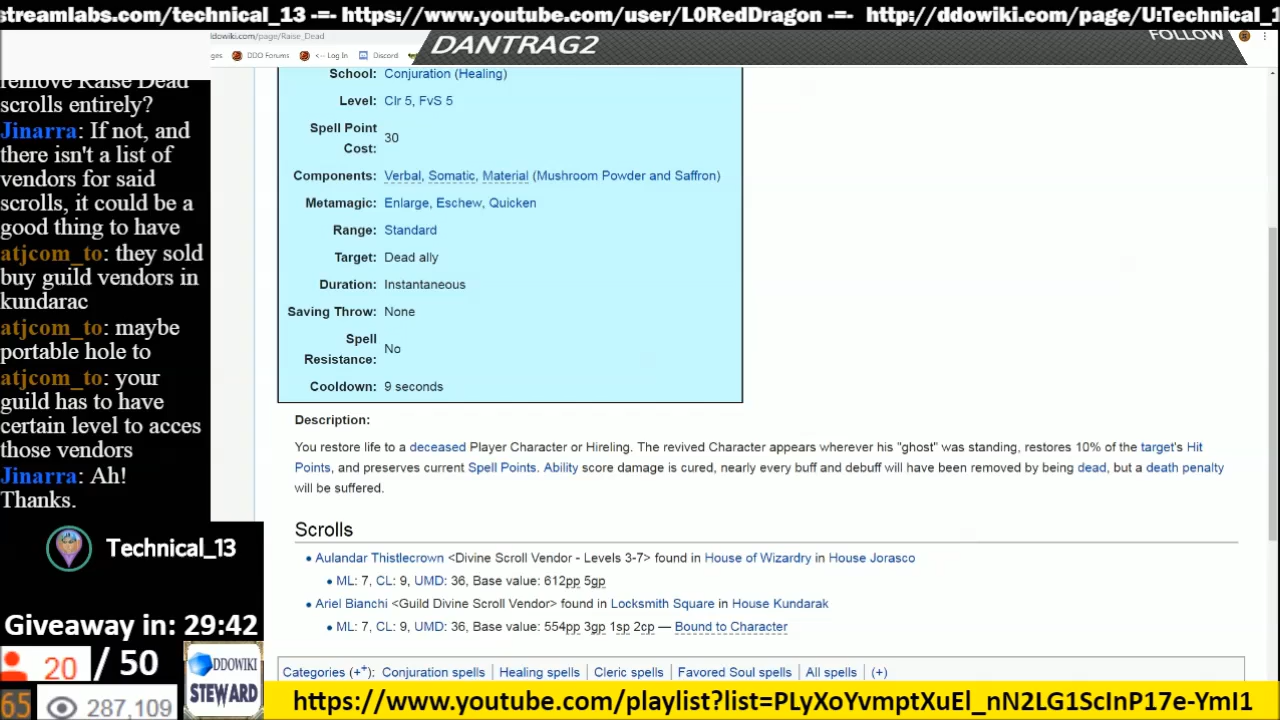 streamlabs.com/technical_13 -=- https://www.youtube.com/user/L0RedDragon -=- http://ddowiki.com/page/U:Technical_1
ddowiki.com/page/Raise_Dead
DANTRAG2
FOLLOW
DDO Forums
<-- Log In
Discord
remove Raise Dead
scrolls entirely?
Jinarra: If not, and
there isn't a list of
vendors for said
scrolls, it could be a
good thing to have
atjcom_to: they sold
buy guild vendors in
kundarac
atjcom_to: maybe
portable hole to
atjcom_to: your
guild has to have
certain level to acces
those vendors
Jinarra: Ah!
Thanks.
Technical_13
Giveaway in: 29:42
20 / 50
DDOWIKI
STEWARD
65
287,109
School: Conjuration (Healing)
Level: Clr 5, FvS 5
Spell Point
Cost: 30
Components: Verbal, Somatic, Material (Mushroom Powder and Saffron)
Metamagic: Enlarge, Eschew, Quicken
Range: Standard
Target: Dead ally
Duration: Instantaneous
Saving Throw: None
Spell
Resistance: No
Cooldown: 9 seconds
Description:
You restore life to a deceased Player Character or Hireling. The revived Character appears wherever his "ghost" was standing, restores 10% of the target's Hit
Points, and preserves current Spell Points. Ability score damage is cured, nearly every buff and debuff will have been removed by being dead, but a death penalty
will be suffered.
Scrolls
• Aulandar Thistlecrown <Divine Scroll Vendor - Levels 3-7> found in House of Wizardry in House Jorasco
• ML: 7, CL: 9, UMD: 36, Base value: 612pp 5gp
• Ariel Bianchi <Guild Divine Scroll Vendor> found in Locksmith Square in House Kundarak
• ML: 7, CL: 9, UMD: 36, Base value: 554pp 3gp 1sp 2cp — Bound to Character
Categories (+⁺): Conjuration spells | Healing spells | Cleric spells | Favored Soul spells | All spells | (+)
https://www.youtube.com/playlist?list=PLyXoYvmptXuEl_nN2LG1ScInP17e-YmI1